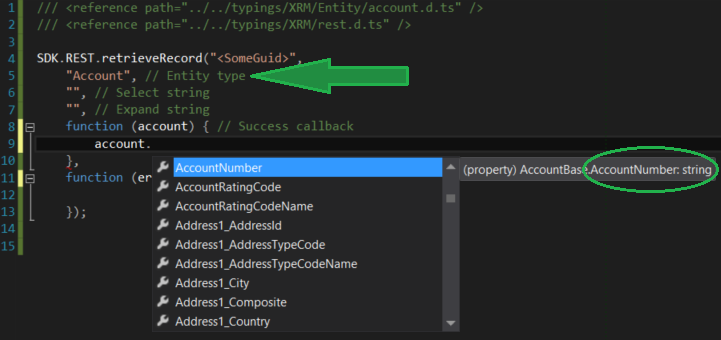 1 /// <reference path="../../typings/XRM/Entity/account.d.ts" />
2 /// <reference path="../../typings/XRM/rest.d.ts" />
3
4 SDK.REST.retrieveRecord("<SomeGuid>",
5 "Account", // Entity type
6 "", // Select string
7 "", // Expand string
8 function (account) { // Success callback
9 account.
10 },
11 function (er
12
13 });
14
15
AccountNumber
(property) AccountBase.AccountNumber: string
AccountRatingCode
AccountRatingCodeName
Address1_AddressId
Address1_AddressTypeCode
Address1_AddressTypeCodeName
Address1_City
Address1_Composite
Address1_Country